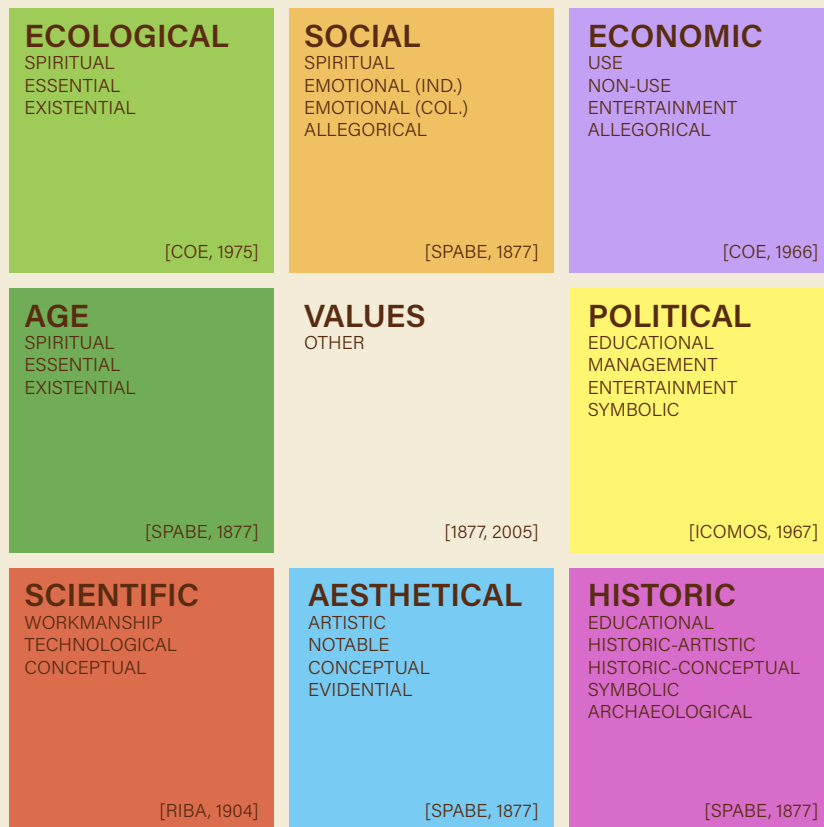 ECOLOGICAL
SPIRITUAL
ESSENTIAL
EXISTENTIAL
[COE, 1975]
SOCIAL
SPIRITUAL
EMOTIONAL (IND.)
EMOTIONAL (COL.)
ALLEGORICAL
[SPABE, 1877]
ECONOMIC
USE
NON-USE
ENTERTAINMENT
ALLEGORICAL
[COE, 1966]
AGE
SPIRITUAL
ESSENTIAL
EXISTENTIAL
[SPABE, 1877]
VALUES
OTHER
[1877, 2005]
POLITICAL
EDUCATIONAL
MANAGEMENT
ENTERTAINMENT
SYMBOLIC
[ICOMOS, 1967]
SCIENTIFIC
WORKMANSHIP
TECHNOLOGICAL
CONCEPTUAL
[RIBA, 1904]
AESTHETICAL
ARTISTIC
NOTABLE
CONCEPTUAL
EVIDENTIAL
[SPABE, 1877]
HISTORIC
EDUCATIONAL
HISTORIC-ARTISTIC
HISTORIC-CONCEPTUAL
SYMBOLIC
ARCHAEOLOGICAL
[SPABE, 1877]